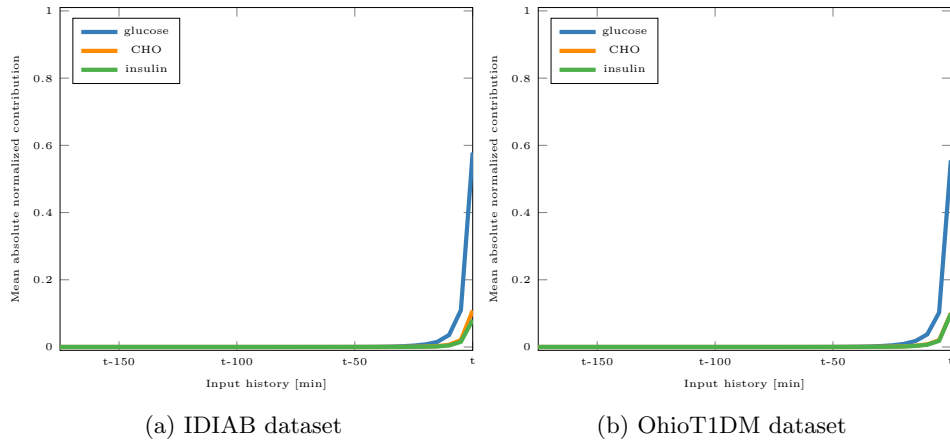 Mean absolute normalized contribution
1
0.8
0.6
0.4
0.2
0
glucose
CHO
insulin
t-150
t-100
t-50
t
Input history [min]
(a) IDIAB dataset
Mean absolute normalized contribution
1
0.8
0.6
0.4
0.2
0
glucose
CHO
insulin
t-150
t-100
t-50
t
Input history [min]
(b) OhioT1DM dataset